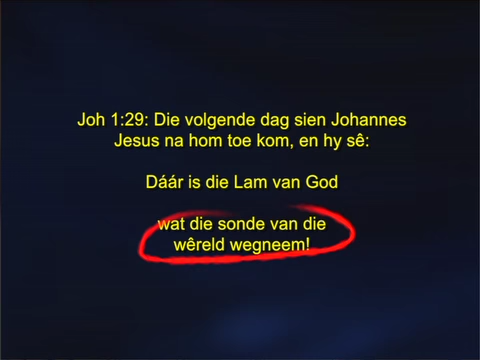 Joh 1:29: Die volgende dag sien Johannes
Jesus na hom toe kom, en hy sê:
Dáár is die Lam van God
wat die sonde van die
wêreld wegneem!